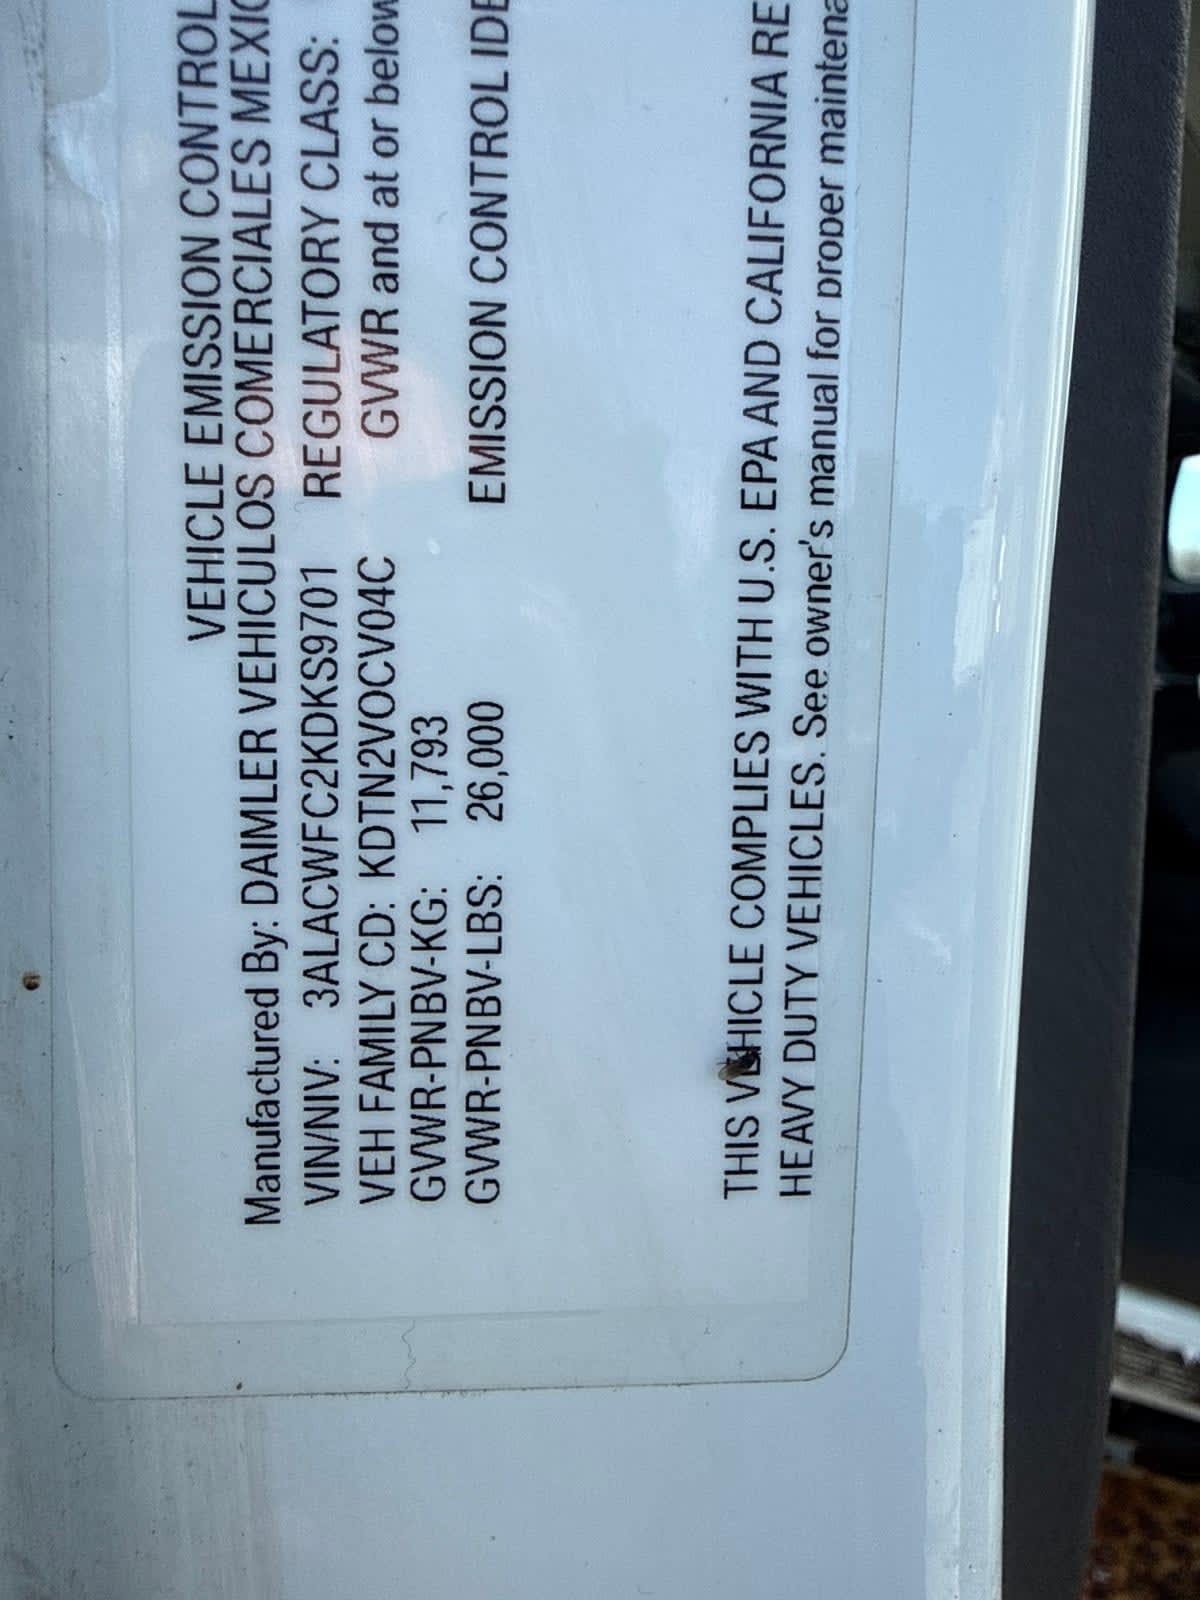 VEHICLE EMISSION CONTROL
Manufactured By: DAIMLER VEHICULOS COMERCIALES MEXIC
VIN/NIV: 3ALACWFC2KDKS9701 REGULATORY CLASS:
VEH FAMILY CD: KDTN2VOCV04C GVWR and at or below
GVWR-PNBV-KG: 11,793
GVWR-PNBV-LBS: 26,000 EMISSION CONTROL IDE
THIS VEHICLE COMPLIES WITH U.S. EPA AND CALIFORNIA RE
HEAVY DUTY VEHICLES. See owner's manual for proper maintena